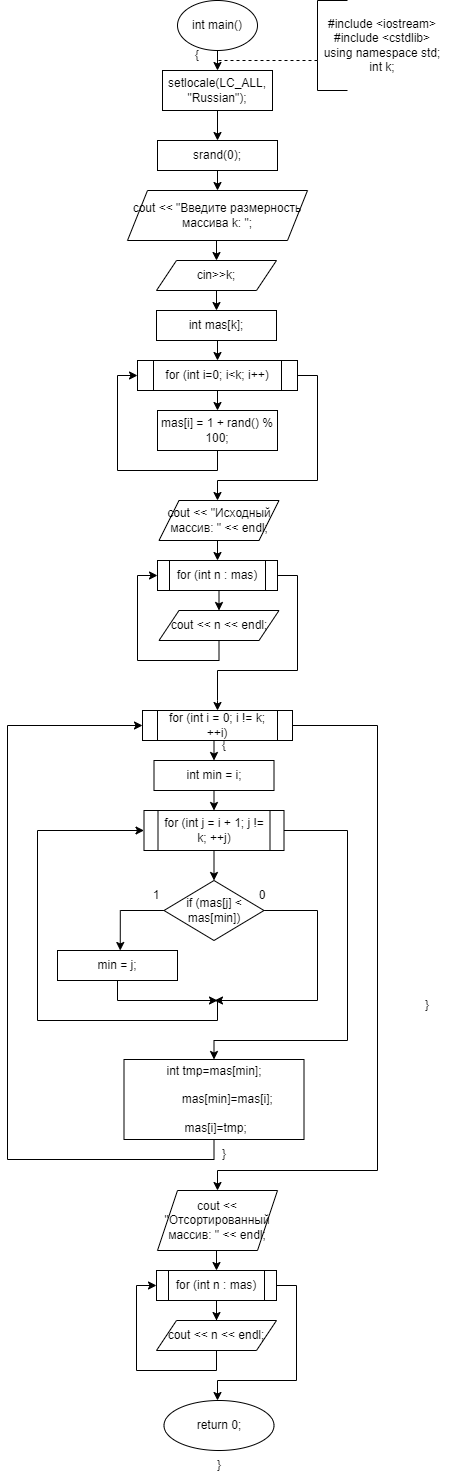 int main()
#include <iostream>
#include <cstdlib>
using namespace std;
int k;
{
setlocale(LC_ALL,
"Russian");
srand(0);
cout << "Введите размерность
массива k: ";
cin>>k;
int mas[k];
for (int i=0; i<k; i++)
mas[i] = 1 + rand() %
100;
cout << "Исходный
массив: " << endl;
for (int n : mas)
cout << n << endl;
for (int i = 0; i != k;
++i)
{
int min = i;
for (int j = i + 1; j !=
k; ++j)
1
0
if (mas[j] <
mas[min])
min = j;
}
int tmp=mas[min];
mas[min]=mas[i];
mas[i]=tmp;
}
cout <<
"Отсортированный
массив: " << endl;
for (int n : mas)
cout << n << endl;
return 0;
}